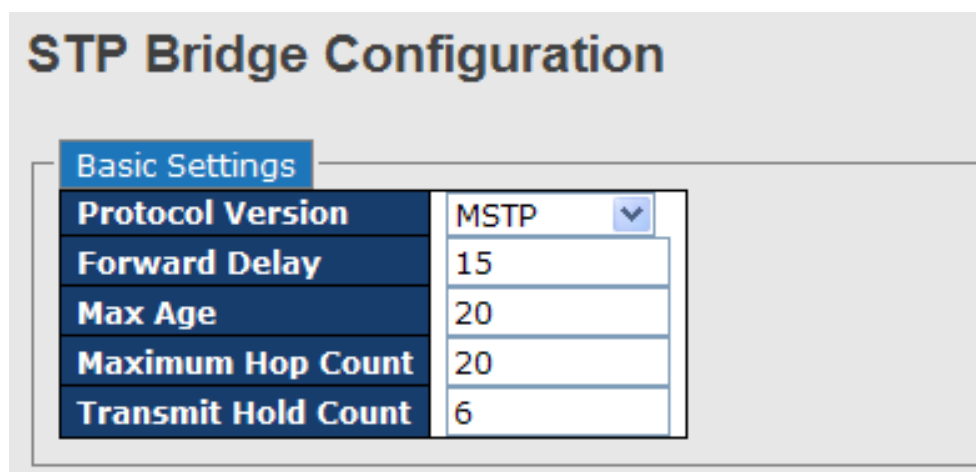 STP Bridge Configuration
Basic Settings
Protocol Version MSTP
Forward Delay 15
Max Age 20
Maximum Hop Count 20
Transmit Hold Count 6